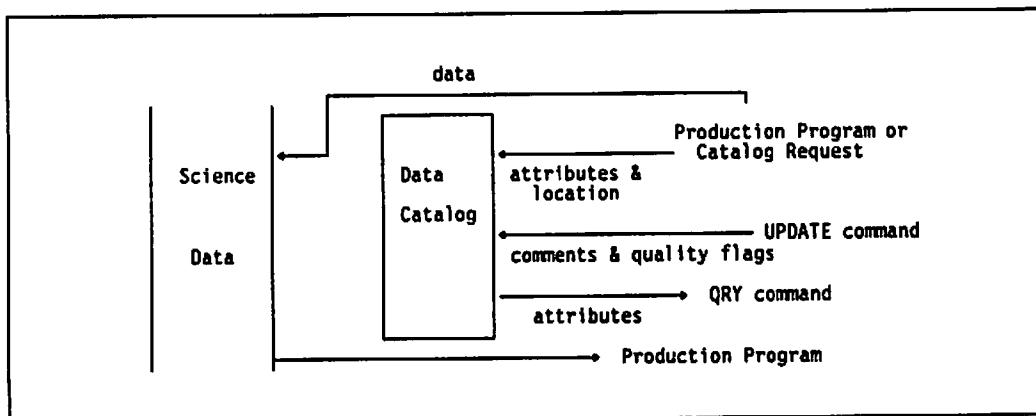 data
Production Program or
Catalog Request
Science
Data
attributes &
location
Catalog
UPDATE command
Data
comments & quality flags
QRY command
attributes
Production Program